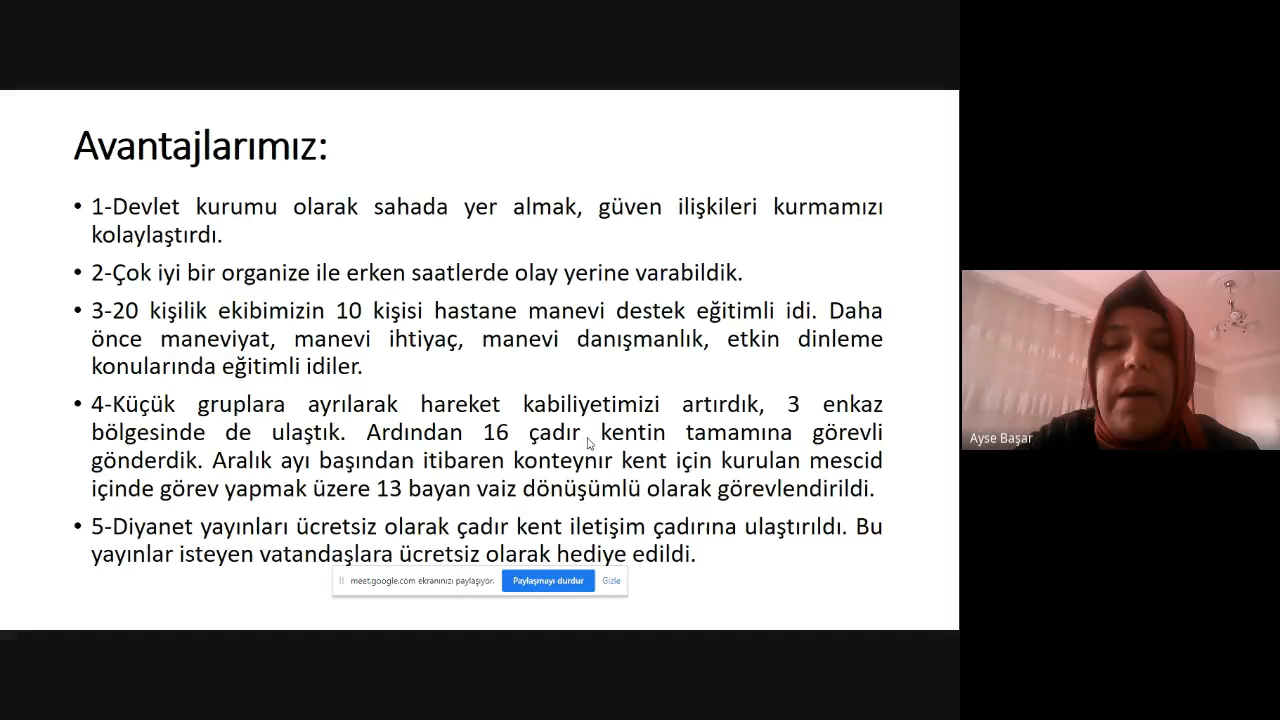 Avantajlarımız:
• 1-Devlet kurumu olarak sahada yer almak, güven ilişkileri kurmamızı
kolaylaştırdı.
• 2-Çok iyi bir organize ile erken saatlerde olay yerine varabildik.
• 3-20 kişilik ekibimizin 10 kişisi hastane manevi destek eğitimli idi. Daha
önce maneviyat, manevi ihtiyaç, manevi danışmanlık, etkin dinleme
konularında eğitimli idiler.
• 4-Küçük gruplara ayrılarak hareket kabiliyetimizi artırdık, 3 enkaz
bölgesinde de ulaştık. Ardından 16 çadır kentin tamamına görevli
gönderdik. Aralık ayı başından itibaren konteynır kent için kurulan mescid
içinde görev yapmak üzere 13 bayan vaiz dönüşümlü olarak görevlendirildi.
• 5-Diyanet yayınları ücretsiz olarak çadır kent iletişim çadırına ulaştırıldı. Bu
yayınlar isteyen vatandaşlara ücretsiz olarak hediye edildi.
meet.google.com ekranınızı paylaşıyor. Paylaşmayı durdur Gizle
Ayse Başar